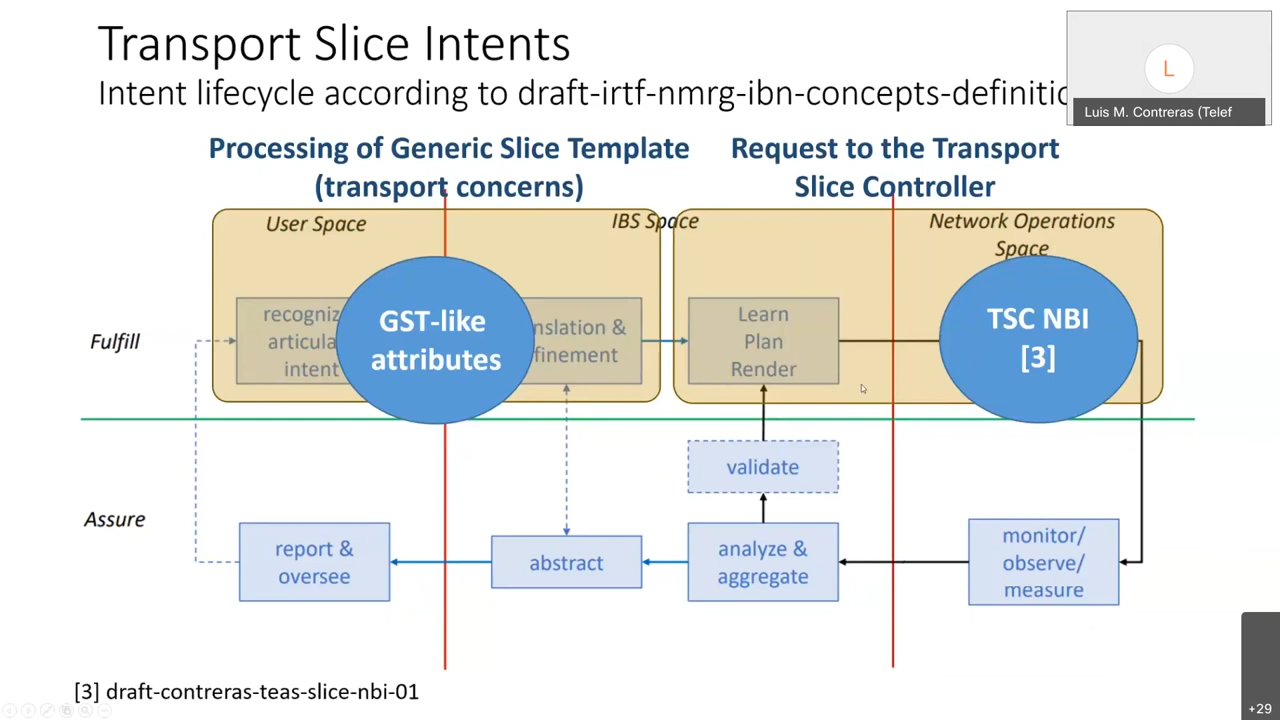 Transport Slice Intents
Intent lifecycle according to draft-irtf-nmrg-ibn-concepts-definitio
L
Luis M. Contreras (Telef
Processing of Generic Slice Template
(transport concerns)
Request to the Transport
Slice Controller
User Space
IBS Space
Network Operations
Space
Fulfill
recogniz
articula
intent
GST-like
attributes
nslation &
finement
Learn
Plan
Render
TSC NBI
[3]
validate
Assure
report &
oversee
abstract
analyze &
aggregate
monitor/
observe/
measure
[3] draft-contreras-teas-slice-nbi-01
+29